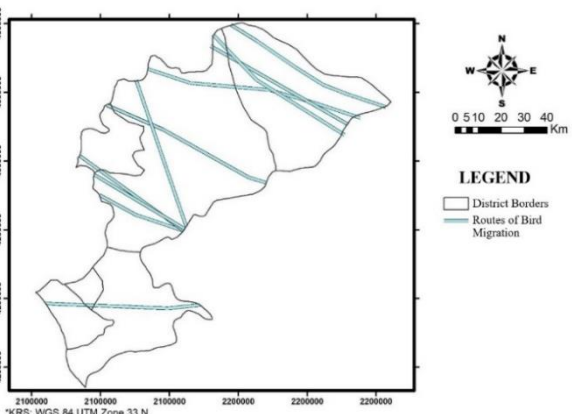 N
W E
S
0 5 10 20 30 40
Km
LEGEND
District Borders
Routes of Bird
Migration
2100000 2100000 2100000 2200000 2200000 2200000
*KRS: WGS 84 UTM Zone 33 N